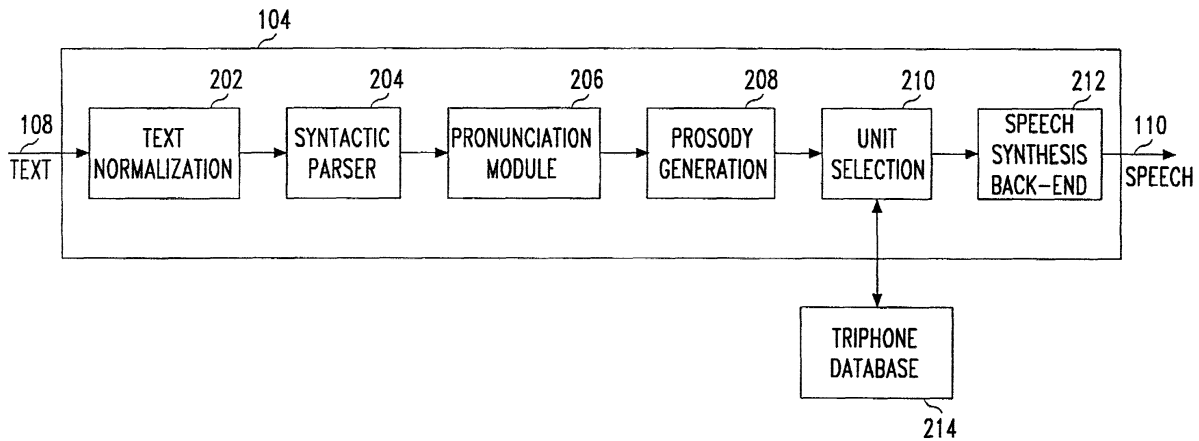 104
108
TEXT
202
TEXT
NORMALIZATION
204
SYNTACTIC
PARSER
206
PRONUNCIATION
MODULE
208
PROSODY
GENERATION
210
UNIT
SELECTION
212
SPEECH
SYNTHESIS
BACK-END
110
SPEECH
TRIPHONE
DATABASE
214